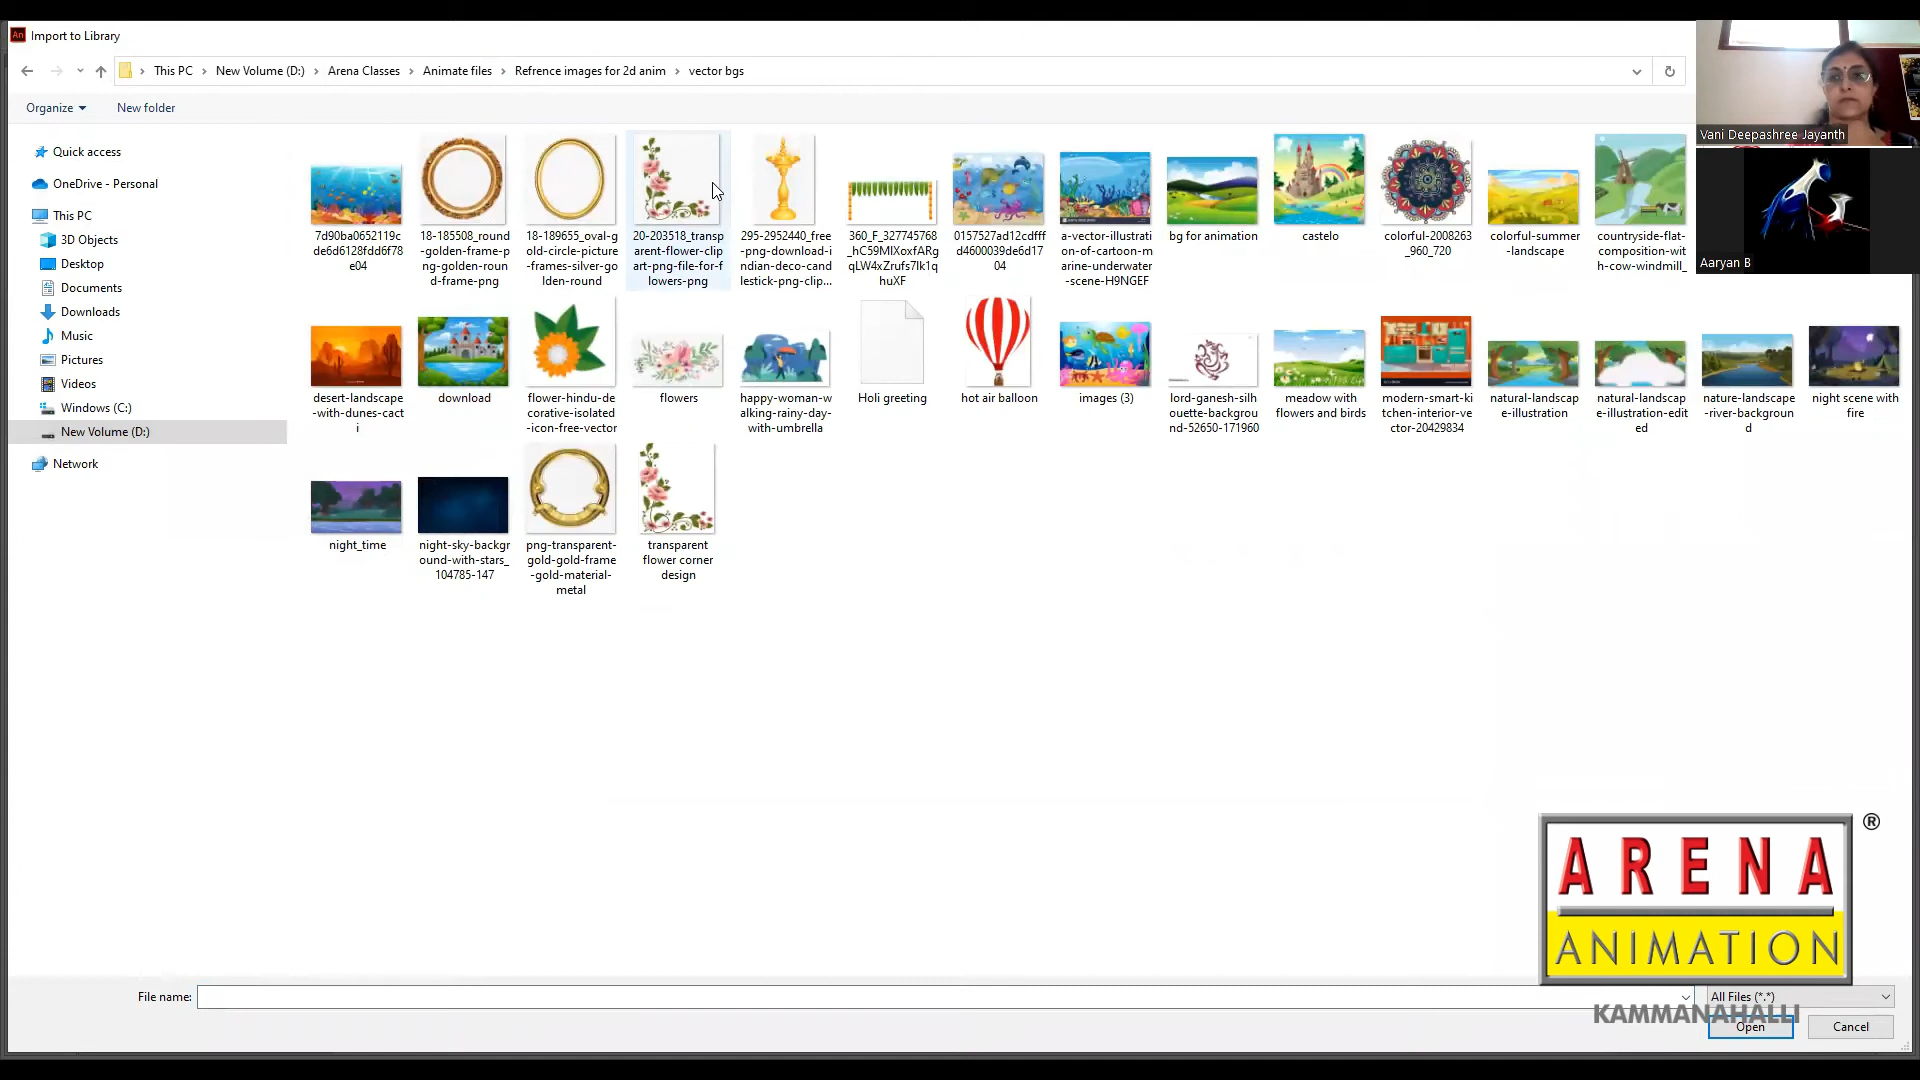 An Import to Library
This PC > New Volume (D:) > Arena Classes > Animate files > Refrence images for 2d anim > vector bgs
Organize
New folder
Quick access
OneDrive - Personal
This PC
3D Objects
Desktop
Documents
Downloads
Music
Pictures
Videos
Windows (C:)
New Volume (D:)
Network
7d90ba0652119c
de6d6128fdd6f78
e04
18-185508_round
-golden-frame-p
ng-golden-roun
d-frame-png
18-189655_oval-g
old-circle-picture
-frames-silver-go
lden-round
20-203518_transp
arent-flower-clip
art-png-file-for-f
lowers-png
295-2952440_free
-png-download-i
ndian-deco-cand
lestick-png-clip...
360_F_327745768
_hC59MIXoxfARg
qLW4xZrufs7Ik1q
huXF
0157527ad12cdfff
d4600039de6d17
04
a-vector-illustrati
on-of-cartoon-m
arine-underwater
-scene-H9NGEF
bg for animation
castelo
colorful-2008263
_960_720
colorful-summer
-landscape
countryside-flat-
composition-wit
h-cow-windmill_
desert-landscape
-with-dunes-cact
i
download
flower-hindu-de
corative-isolated
-icon-free-vector
flowers
happy-woman-w
alking-rainy-day-
with-umbrella
Holi greeting
hot air balloon
images (3)
lord-ganesh-silh
ouette-backgrou
nd-52650-171960
meadow with
flowers and birds
modern-smart-ki
tchen-interior-ve
ctor-20429834
natural-landscap
e-illustration
natural-landscap
e-illustration-edit
ed
nature-landscape
-river-backgroun
d
night scene with
fire
night_time
night-sky-backgr
ound-with-stars_
104785-147
png-transparent-
gold-gold-frame
-gold-material-
metal
transparent
flower corner
design
Vani Deepashree Jayanth
Aaryan B
ARENA ®
ANIMATION
KAMMANAHALLI
File name:
All Files (*.*)
Open
Cancel